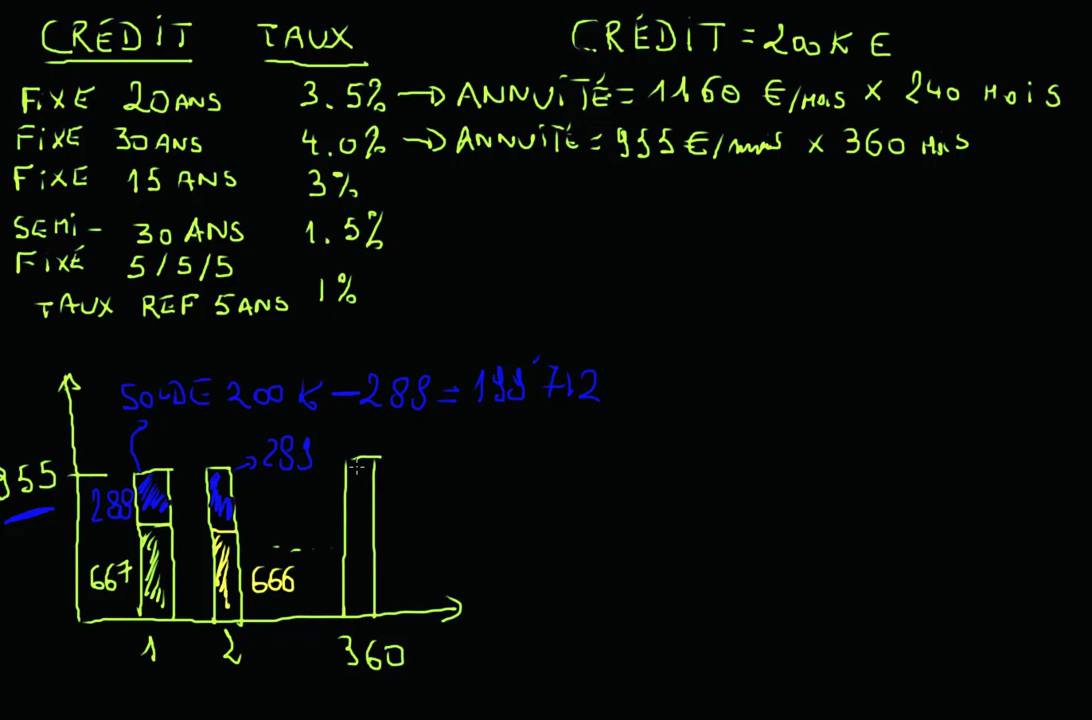 CRÉDIT TAUX CRÉDIT = 200K E
FIXE 20 ANS 3.5% → ANNUITÉ = 1160 €/MOIS × 240 MOIS
FIXE 30 ANS 4.0% → ANNUITÉ = 955 €/mois × 360 MOIS
FIXE 15 ANS 3%
SEMI- 30 ANS 1.5%
FIXÉ 5/5/5
TAUX REF 5 ANS 1%
SOLDE 200 K - 288 = 199'712
289
955
288
667 666
1 2 360